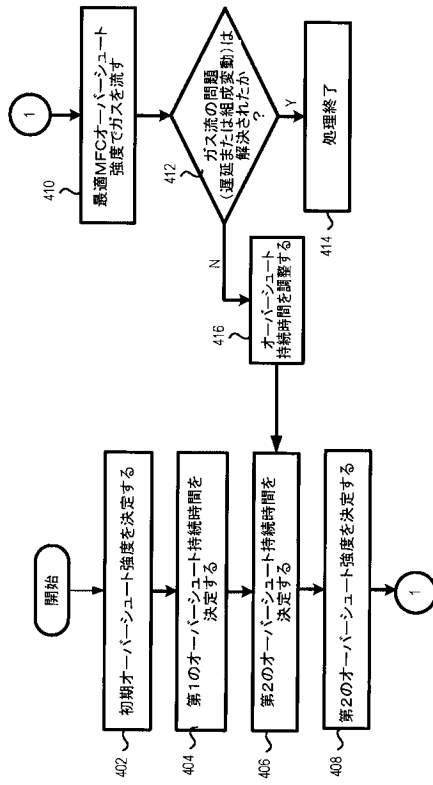 開始
初期オーバーシュート強度を決定する
402
第1のオーバーシュート持続時間を
決定する
404
第2のオーバーシュート持続時間を
決定する
406
第2のオーバーシュート強度を決定する
408
1
1
最適MFCオーバーシュート
強度でガスを流す
410
ガス流の問題
(遅延または組成変動)は
解決されたか
?
412
N
Y
オーバーシュート
持続時間を調整する
416
処理終了
414